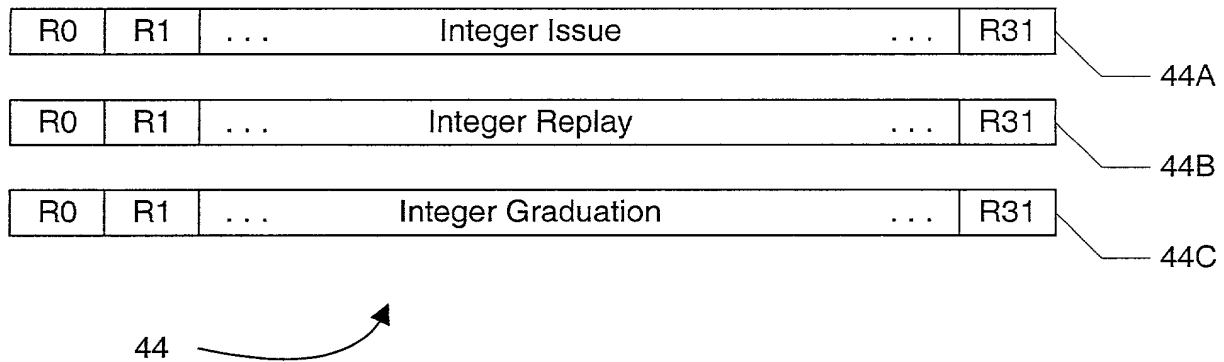 R0 R1 . . . Integer Issue . . . R31
44A
R0 R1 . . . Integer Replay . . . R31
44B
R0 R1 . . . Integer Graduation . . . R31
44C
44